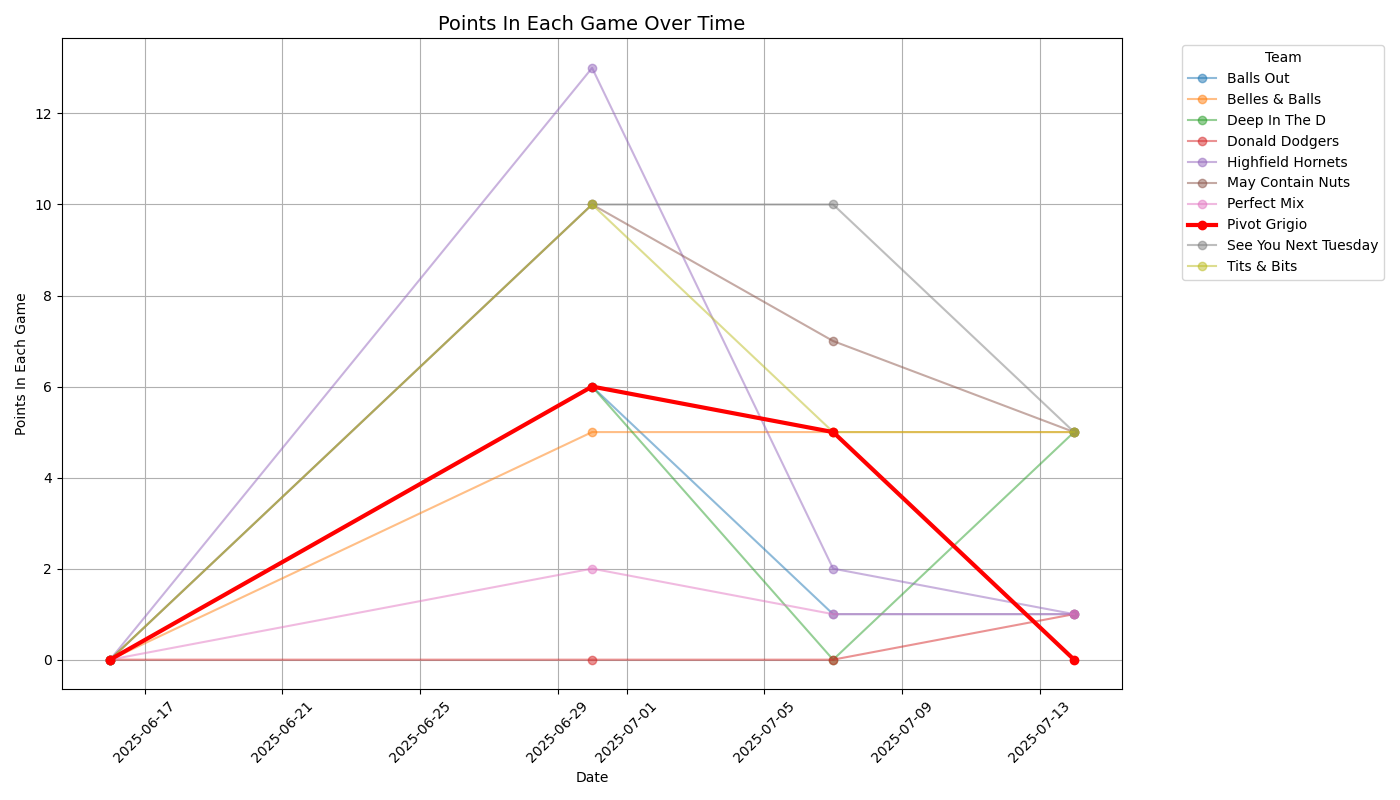 Points In Each Game Over Time
Points In Each Game
12
10
8
6
4
2
0
2025-06-17
2025-06-21
2025-06-25
2025-06-29
2025-07-01
2025-07-05
2025-07-09
2025-07-13
Date
Team
Balls Out
Belles & Balls
Deep In The D
Donald Dodgers
Highfield Hornets
May Contain Nuts
Perfect Mix
Pivot Grigio
See You Next Tuesday
Tits & Bits